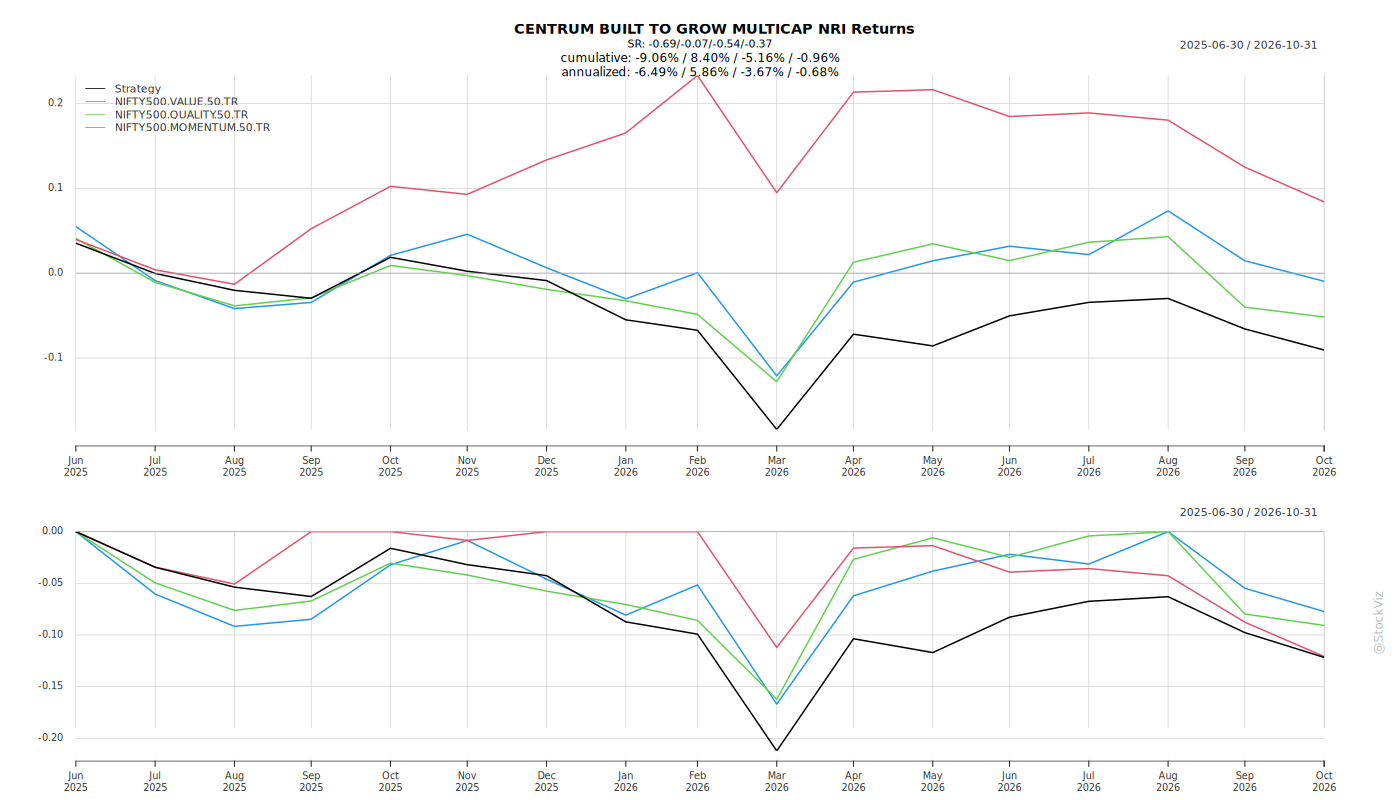 CENTRUM BUILT TO GROW MULTICAP NRI Returns
SR: -0.69/-0.07/-0.54/-0.37
2025-06-30 / 2026-10-31
cumulative: -9.06% / 8.40% / -5.16% / -0.96%
annualized: -6.49% / 5.86% / -3.67% / -0.68%
Strategy
NIFTY500.VALUE.50.TR
NIFTY500.QUALITY.50.TR
NIFTY500.MOMENTUM.50.TR
0.2
0.1
0.0
-0.1
Jun Jul Aug Sep Oct Nov Dec Jan Feb Mar Apr May Jun Jul Aug Sep Oct
2025 2025 2025 2025 2025 2025 2025 2026 2026 2026 2026 2026 2026 2026 2026 2026 2026
2025-06-30 / 2026-10-31
0.00
-0.05
-0.10
-0.15
-0.20
Jun Jul Aug Sep Oct Nov Dec Jan Feb Mar Apr May Jun Jul Aug Sep Oct
2025 2025 2025 2025 2025 2025 2025 2026 2026 2026 2026 2026 2026 2026 2026 2026 2026
@StockViz